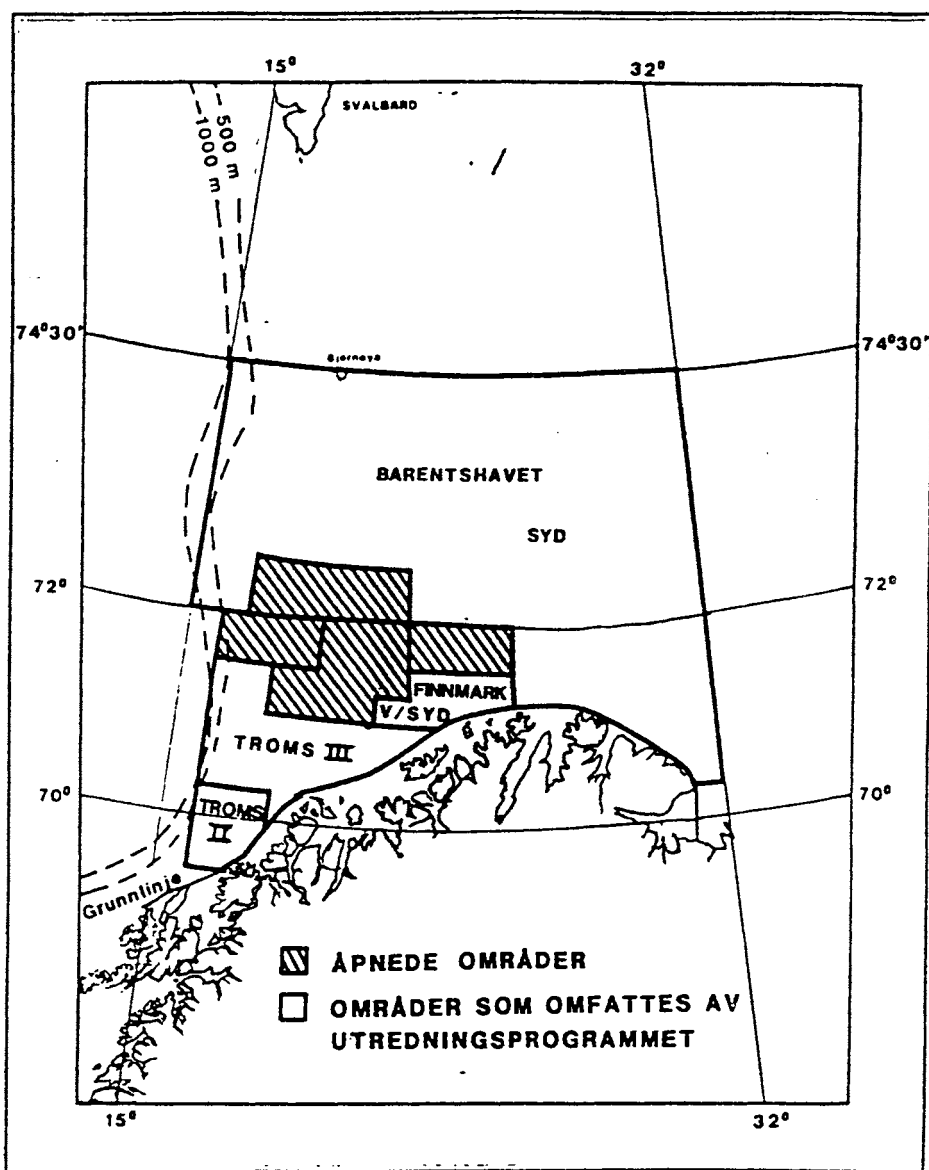 15°
32°
SVALBARD
500 m
1000 m
74°30'
74°30'
Bjørnøya
BARENTSHAVET
SYD
72°
72°
FINNMARK
V/SYD
TROMS III
70°
70°
TROMS
II
Grunnlinje
ÅPNEDE OMRÅDER
OMRÅDER SOM OMFATTES AV
UTREDNINGSPROGRAMMET
15°
32°